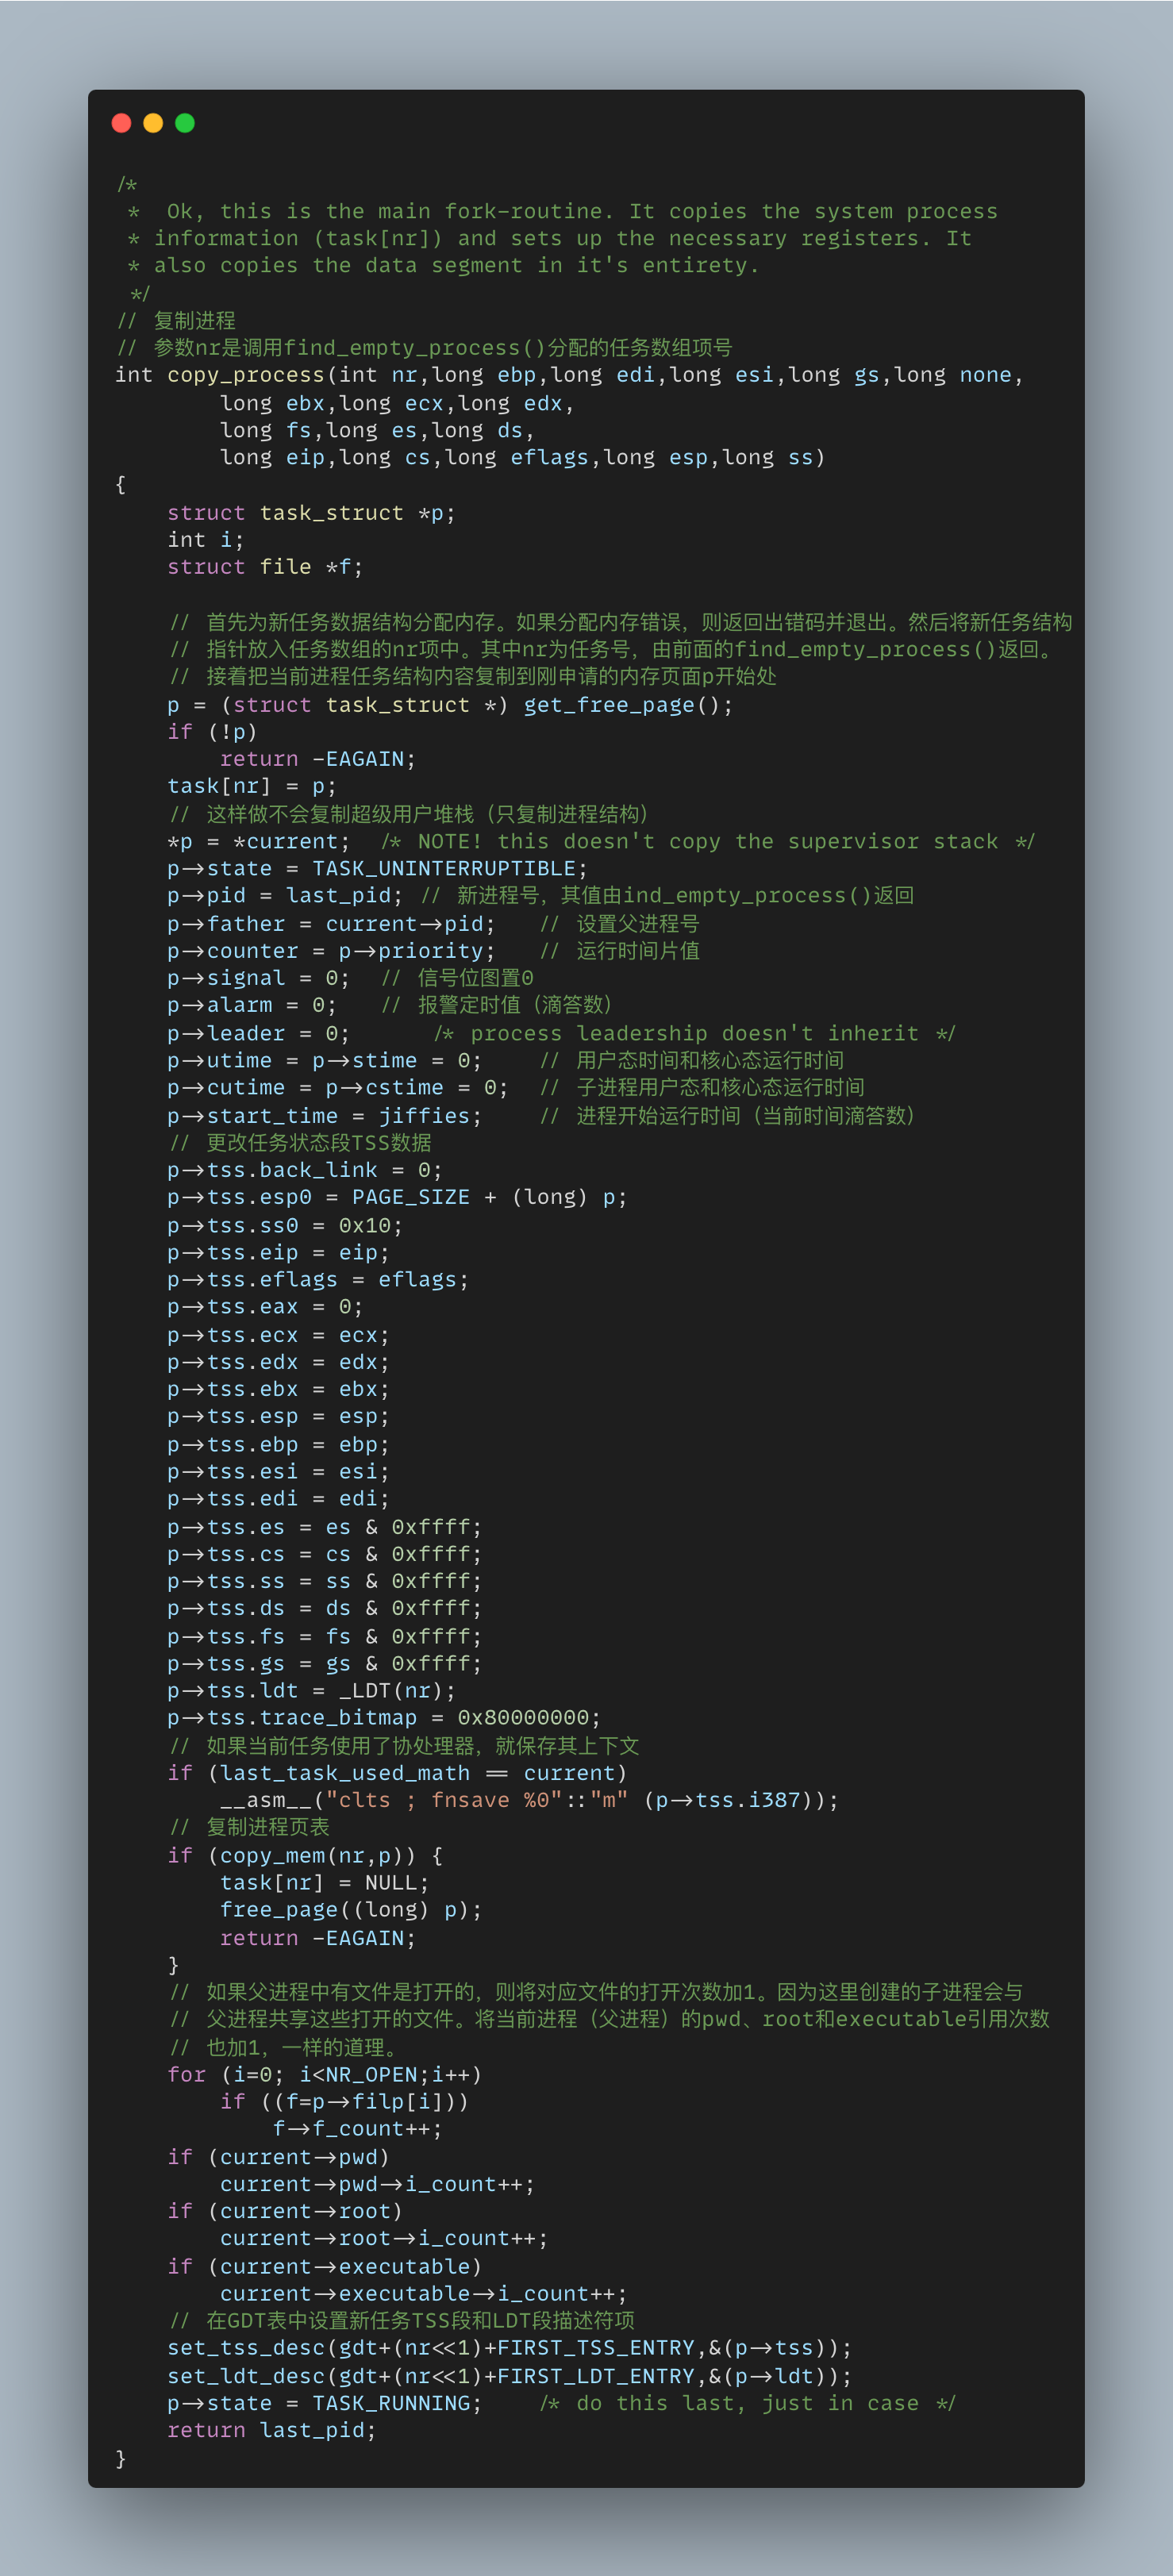 /*
 *  Ok, this is the main fork-routine. It copies the system process
 * information (task[nr]) and sets up the necessary registers. It
 * also copies the data segment in it's entirety.
 */
// 复制进程
// 参数nr是调用find_empty_process()分配的任务数组项号
int copy_process(int nr,long ebp,long edi,long esi,long gs,long none,
        long ebx,long ecx,long edx,
        long fs,long es,long ds,
        long eip,long cs,long eflags,long esp,long ss)
{
    struct task_struct *p;
    int i;
    struct file *f;

    // 首先为新任务数据结构分配内存。如果分配内存错误，则返回出错码并退出。然后将新任务结构
    // 指针放入任务数组的nr项中。其中nr为任务号，由前面的find_empty_process()返回。
    // 接着把当前进程任务结构内容复制到刚申请的内存页面p开始处
    p = (struct task_struct *) get_free_page();
    if (!p)
        return -EAGAIN;
    task[nr] = p;
    // 这样做不会复制超级用户堆栈（只复制进程结构）
    *p = *current;  /* NOTE! this doesn't copy the supervisor stack */
    p->state = TASK_UNINTERRUPTIBLE;
    p->pid = last_pid; // 新进程号，其值由ind_empty_process()返回
    p->father = current->pid;   // 设置父进程号
    p->counter = p->priority;   // 运行时间片值
    p->signal = 0;  // 信号位图置0
    p->alarm = 0;   // 报警定时值（滴答数）
    p->leader = 0;      /* process leadership doesn't inherit */
    p->utime = p->stime = 0;    // 用户态时间和核心态运行时间
    p->cutime = p->cstime = 0;  // 子进程用户态和核心态运行时间
    p->start_time = jiffies;    // 进程开始运行时间（当前时间滴答数）
    // 更改任务状态段TSS数据
    p->tss.back_link = 0;
    p->tss.esp0 = PAGE_SIZE + (long) p;
    p->tss.ss0 = 0x10;
    p->tss.eip = eip;
    p->tss.eflags = eflags;
    p->tss.eax = 0;
    p->tss.ecx = ecx;
    p->tss.edx = edx;
    p->tss.ebx = ebx;
    p->tss.esp = esp;
    p->tss.ebp = ebp;
    p->tss.esi = esi;
    p->tss.edi = edi;
    p->tss.es = es & 0xffff;
    p->tss.cs = cs & 0xffff;
    p->tss.ss = ss & 0xffff;
    p->tss.ds = ds & 0xffff;
    p->tss.fs = fs & 0xffff;
    p->tss.gs = gs & 0xffff;
    p->tss.ldt = _LDT(nr);
    p->tss.trace_bitmap = 0x80000000;
    // 如果当前任务使用了协处理器，就保存其上下文
    if (last_task_used_math == current)
        __asm__("clts ; fnsave %0"::"m" (p->tss.i387));
    // 复制进程页表
    if (copy_mem(nr,p)) {
        task[nr] = NULL;
        free_page((long) p);
        return -EAGAIN;
    }
    // 如果父进程中有文件是打开的，则将对应文件的打开次数加1。因为这里创建的子进程会与
    // 父进程共享这些打开的文件。将当前进程（父进程）的pwd、root和executable引用次数
    // 也加1，一样的道理。
    for (i=0; i<NR_OPEN;i++)
        if ((f=p->filp[i]))
            f->f_count++;
    if (current->pwd)
        current->pwd->i_count++;
    if (current->root)
        current->root->i_count++;
    if (current->executable)
        current->executable->i_count++;
    // 在GDT表中设置新任务TSS段和LDT段描述符项
    set_tss_desc(gdt+(nr<<1)+FIRST_TSS_ENTRY,&(p->tss));
    set_ldt_desc(gdt+(nr<<1)+FIRST_LDT_ENTRY,&(p->ldt));
    p->state = TASK_RUNNING;    /* do this last, just in case */
    return last_pid;
}